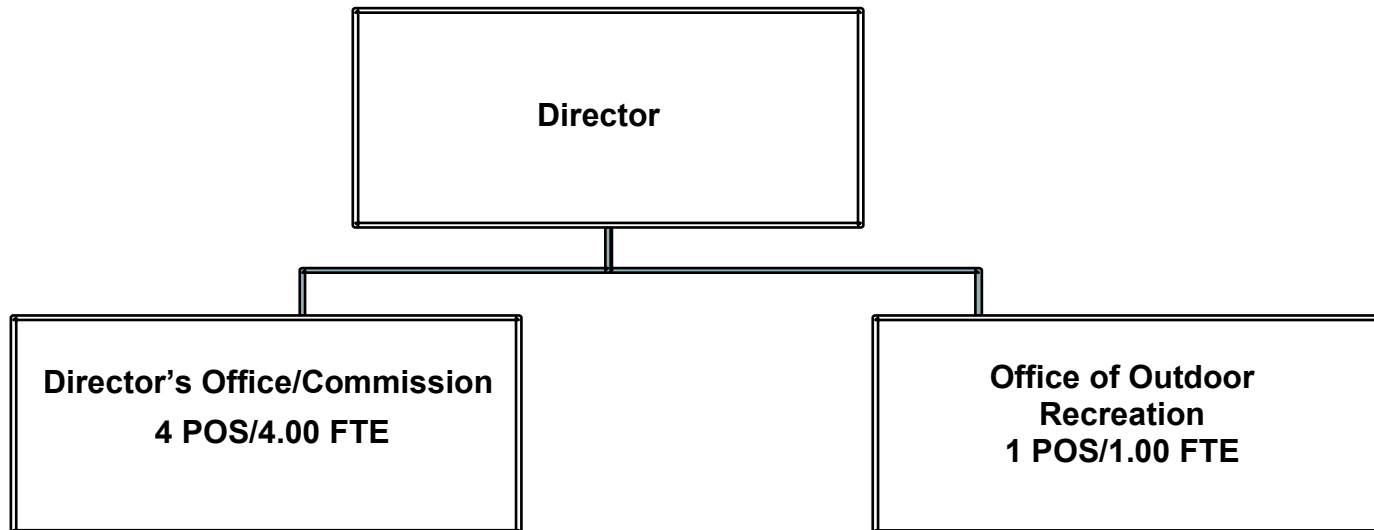 Director
Director’s Office/Commission
4 POS/4.00 FTE
Office of Outdoor
Recreation
1 POS/1.00 FTE